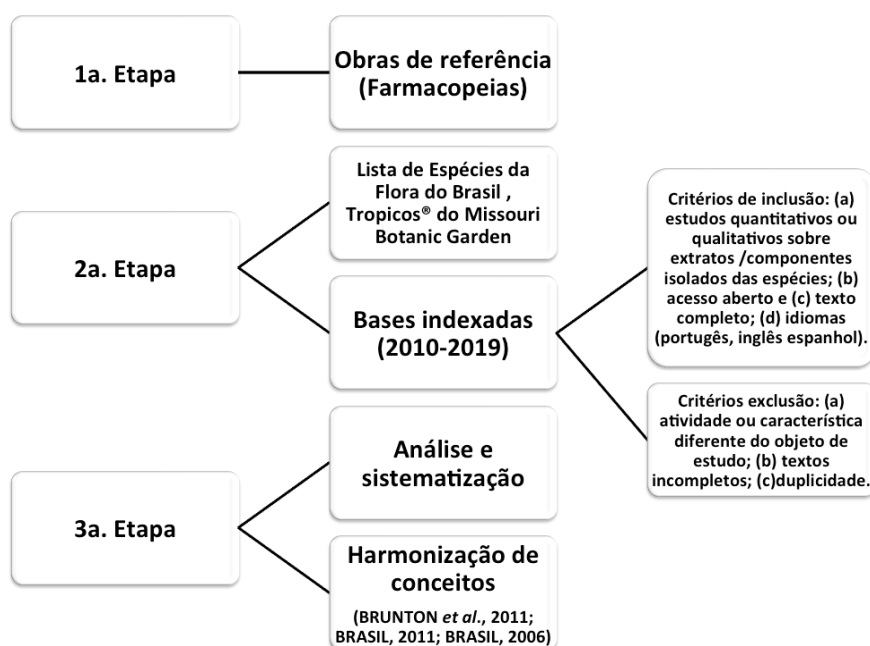 1a. Etapa
Obras de referência
(Farmacopeias)
2a. Etapa
Lista de Espécies da
Flora do Brasil ,
Tropicos® do Missouri
Botanic Garden
Bases indexadas
(2010-2019)
Critérios de inclusão: (a)
estudos quantitativos ou
qualitativos sobre
extratos /componentes
isolados das espécies; (b)
acesso aberto e (c) texto
completo; (d) idiomas
(portugês, inglês espanhol).
Critérios exclusão: (a)
atividade ou característica
diferente do objeto de
estudo; (b) textos
incompletos; (c)duplicidade.
3a. Etapa
Análise e
sistematização
Harmonização de
conceitos
(BRUNTON et al., 2011;
BRASIL, 2011; BRASIL, 2006)